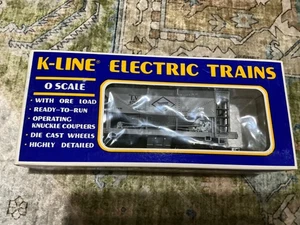 K-LINE® ELECTRIC TRAINS
O SCALE
• WITH ORE LOAD
• READY-TO-RUN
• OPERATING
KNUCKLE COUPLERS
• DIE CAST WHEELS
• HIGHLY DETAILED